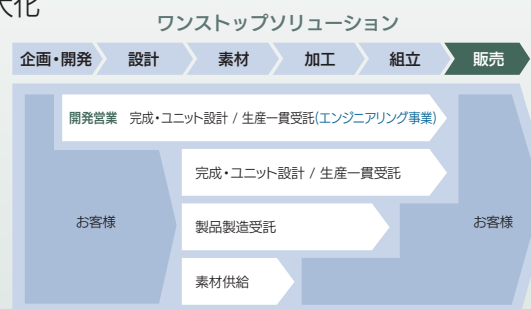 大化
ワンストップソリューション
企画・開発 設計 素材 加工 組立 販売
開発営業 完成・ユニット設計 / 生産一貫受託(エンジニアリング事業)
完成・ユニット設計 / 生産一貫受託
お客様 製品製造受託 お客様
素材供給